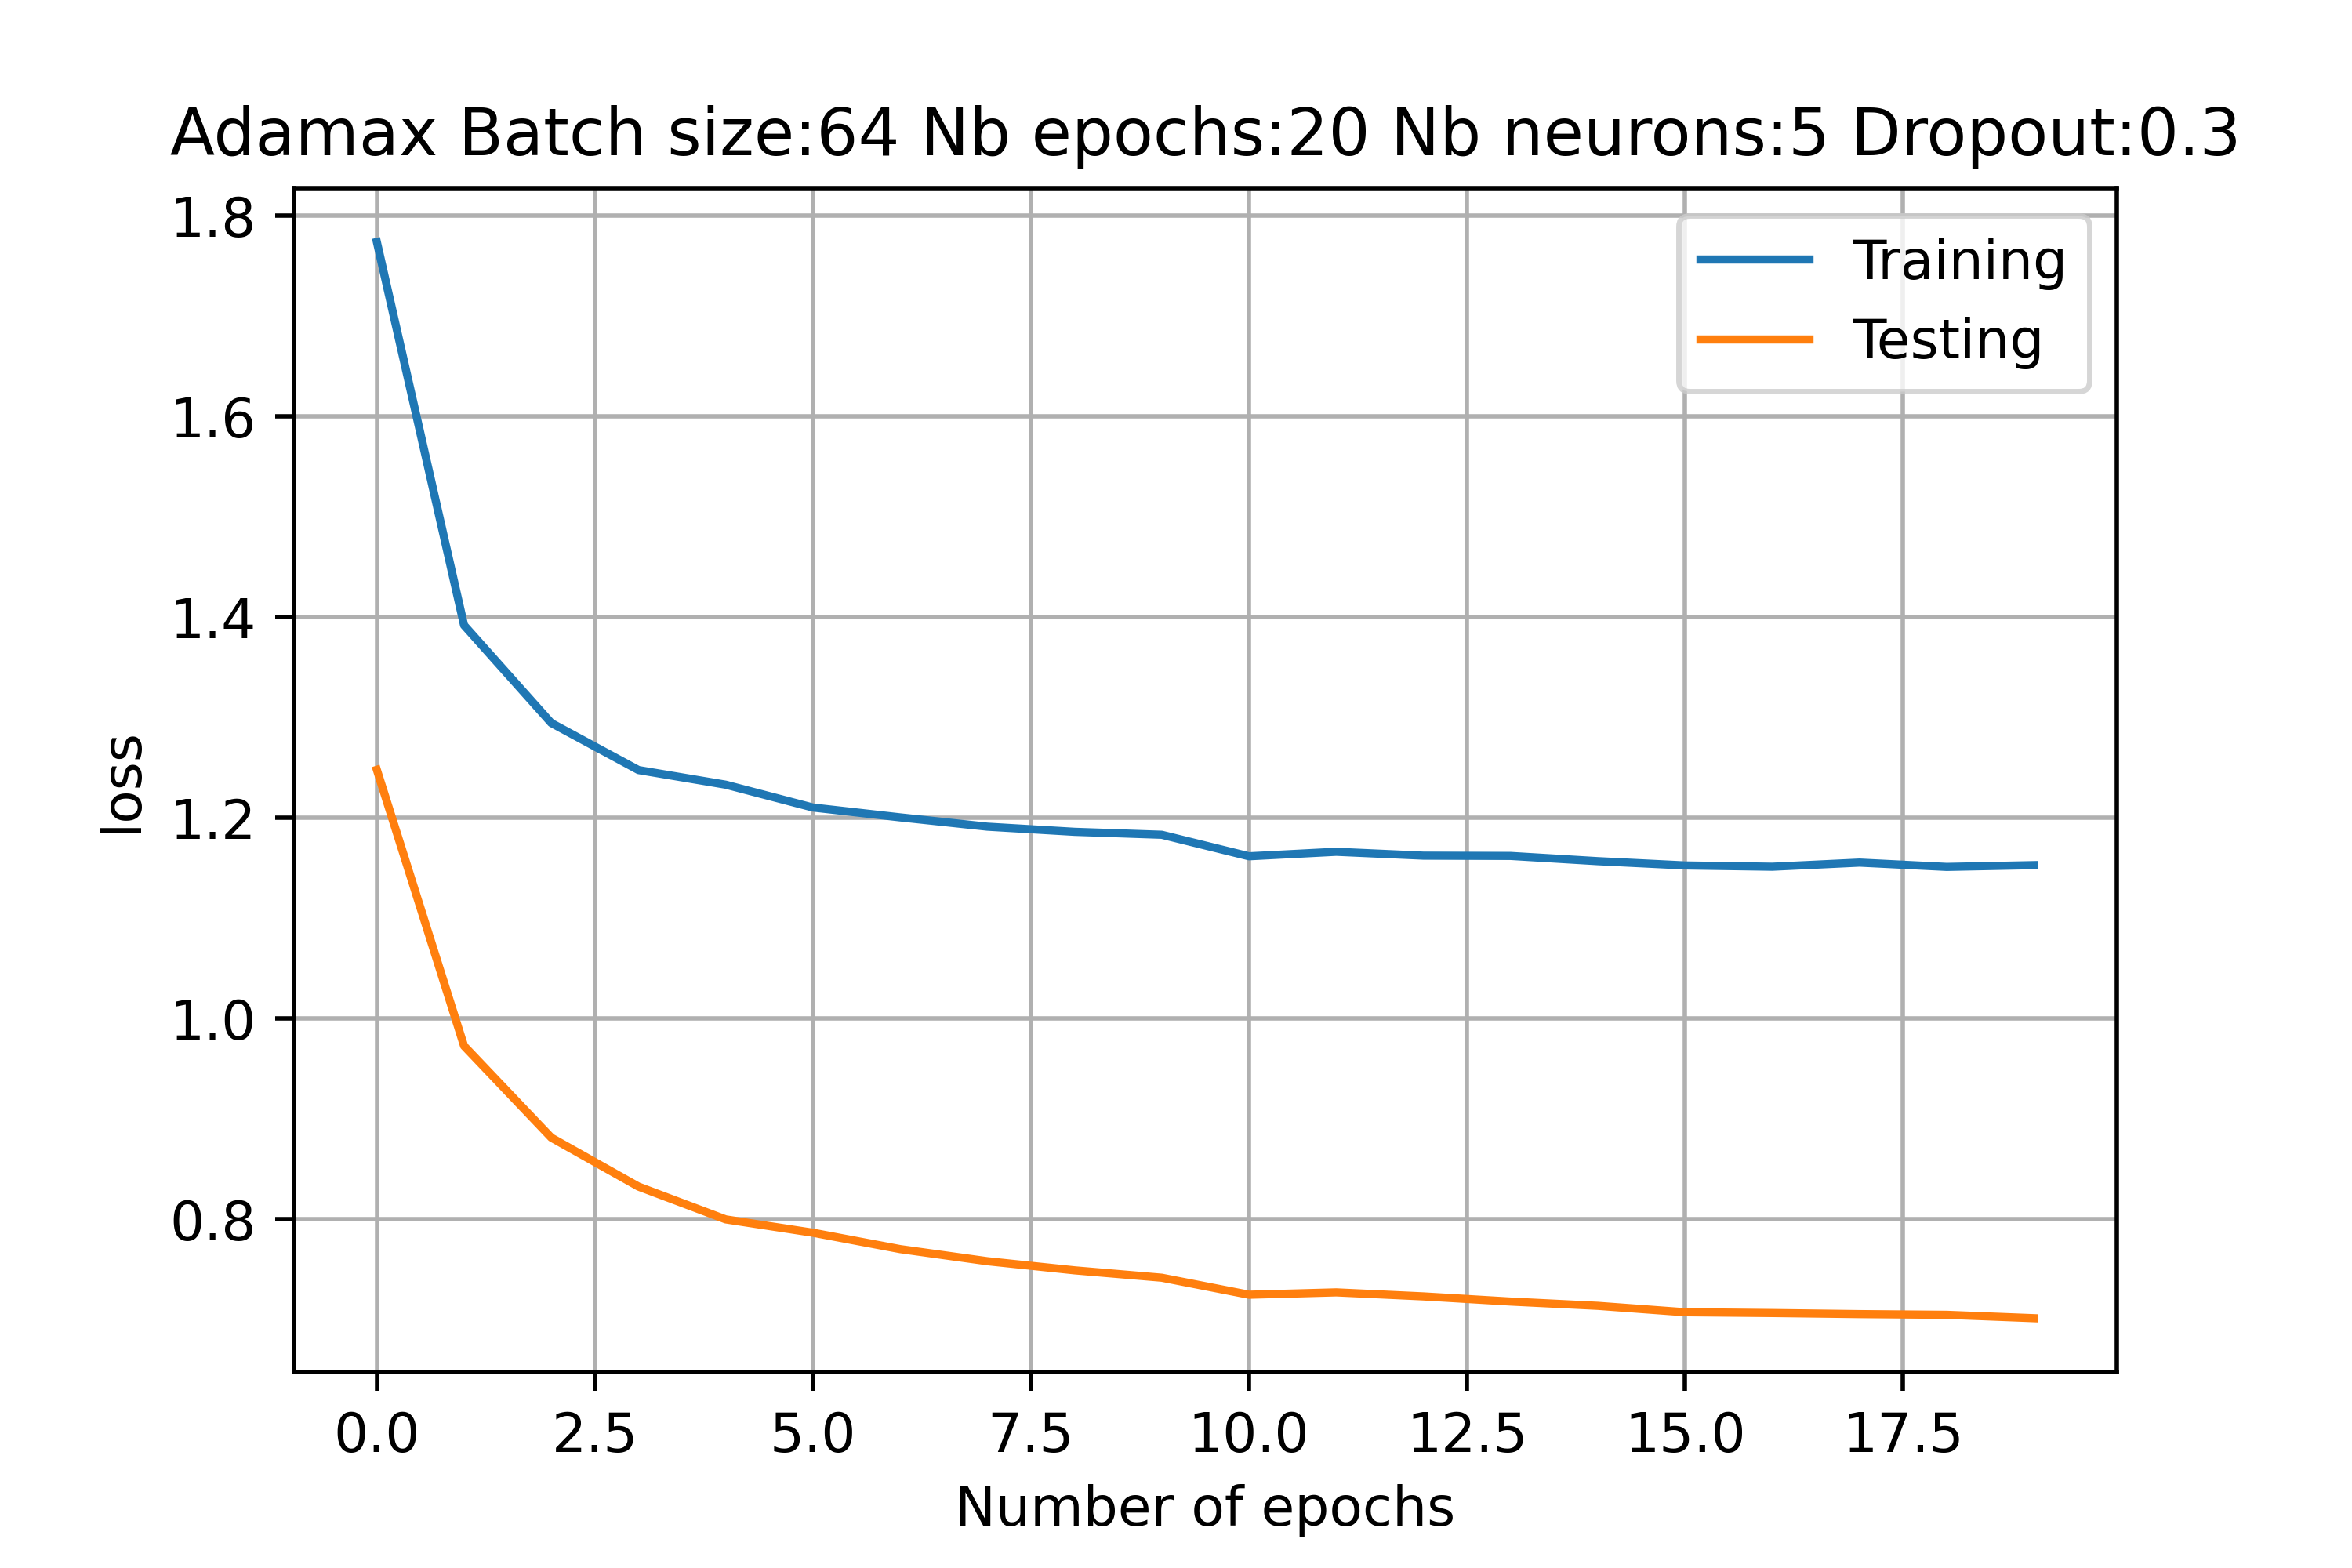 Adamax Batch size:64 Nb epochs:20 Nb neurons:5 Dropout:0.3
1.8
1.6
1.4
1.2
1.0
0.8
loss
Training
Testing
0.0 2.5 5.0 7.5 10.0 12.5 15.0 17.5
Number of epochs